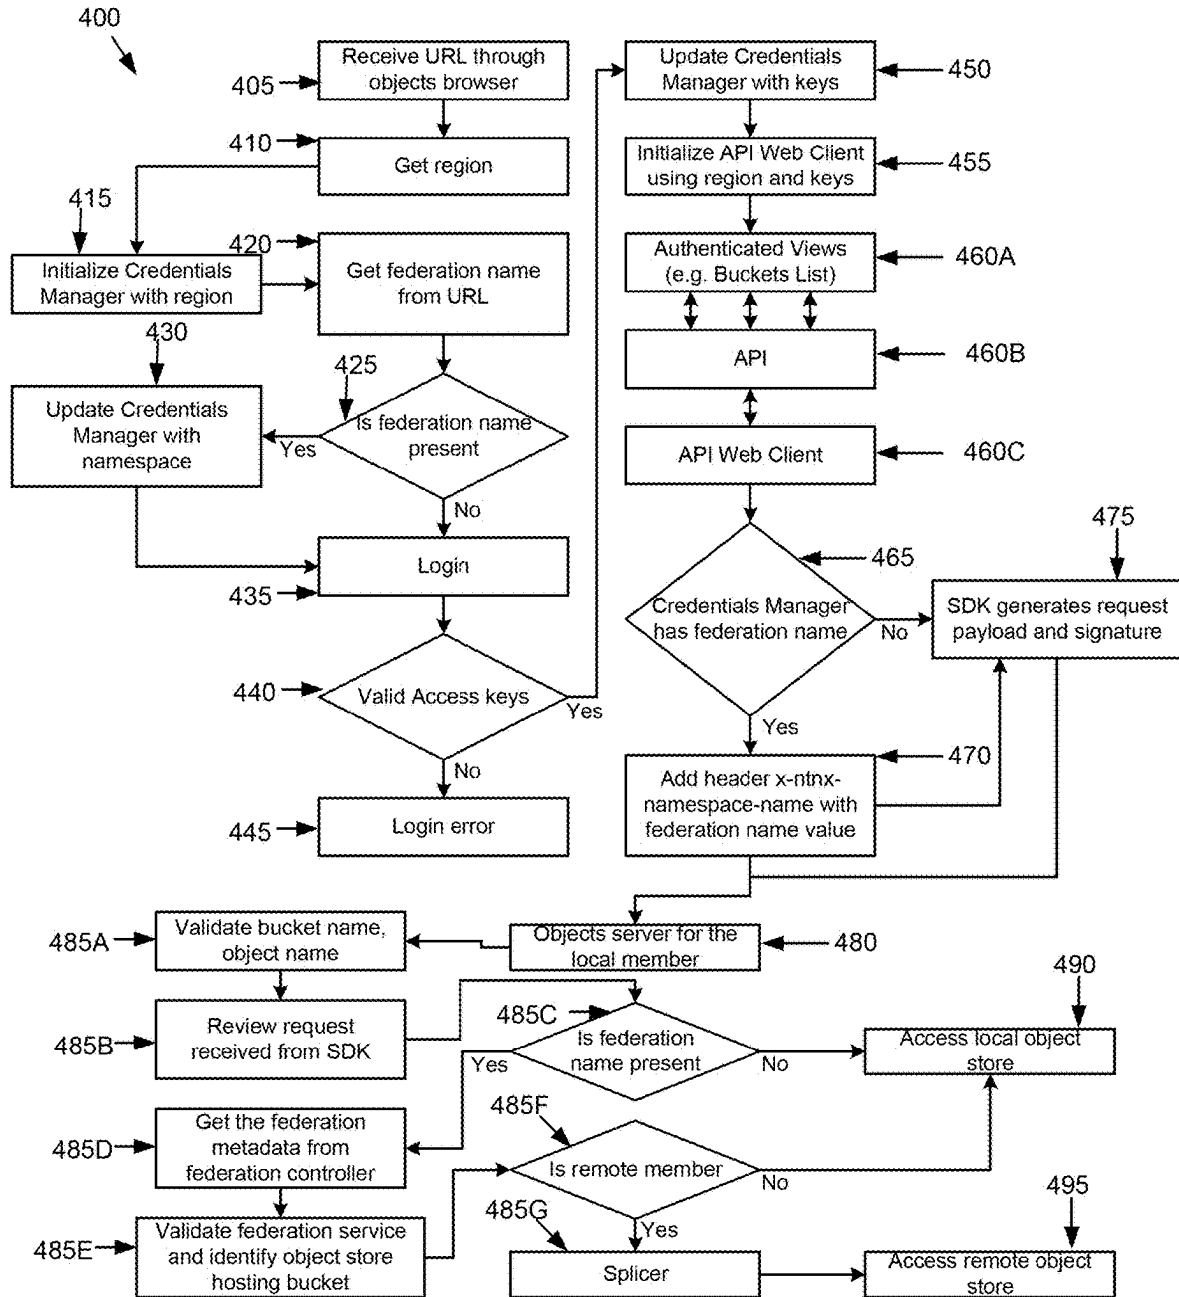 400
Receive URL through
objects browser
405
410
Get region
415
Initialize Credentials
Manager with region
420
Get federation name
from URL
430
Update Credentials
Manager with
namespace
425
Is federation name
present
Yes
No
Login
435
440
Valid Access keys
Yes
No
445
Login error
Update Credentials
Manager with keys
450
Initialize API Web Client
using region and keys
455
Authenticated Views
(e.g. Buckets List)
460A
API
460B
API Web Client
460C
465
Credentials Manager
has federation name
No
Yes
475
SDK generates request
payload and signature
470
Add header x-ntnx-
namespace-name with
federation name value
Objects server for the
local member
480
485A
Validate bucket name,
object name
485B
Review request
received from SDK
485C
Is federation
name present
Yes
No
490
Access local object
store
485D
Get the federation
metadata from
federation controller
485E
Validate federation service
and identify object store
hosting bucket
485F
Is remote member
No
Yes
485G
Splicer
495
Access remote object
store